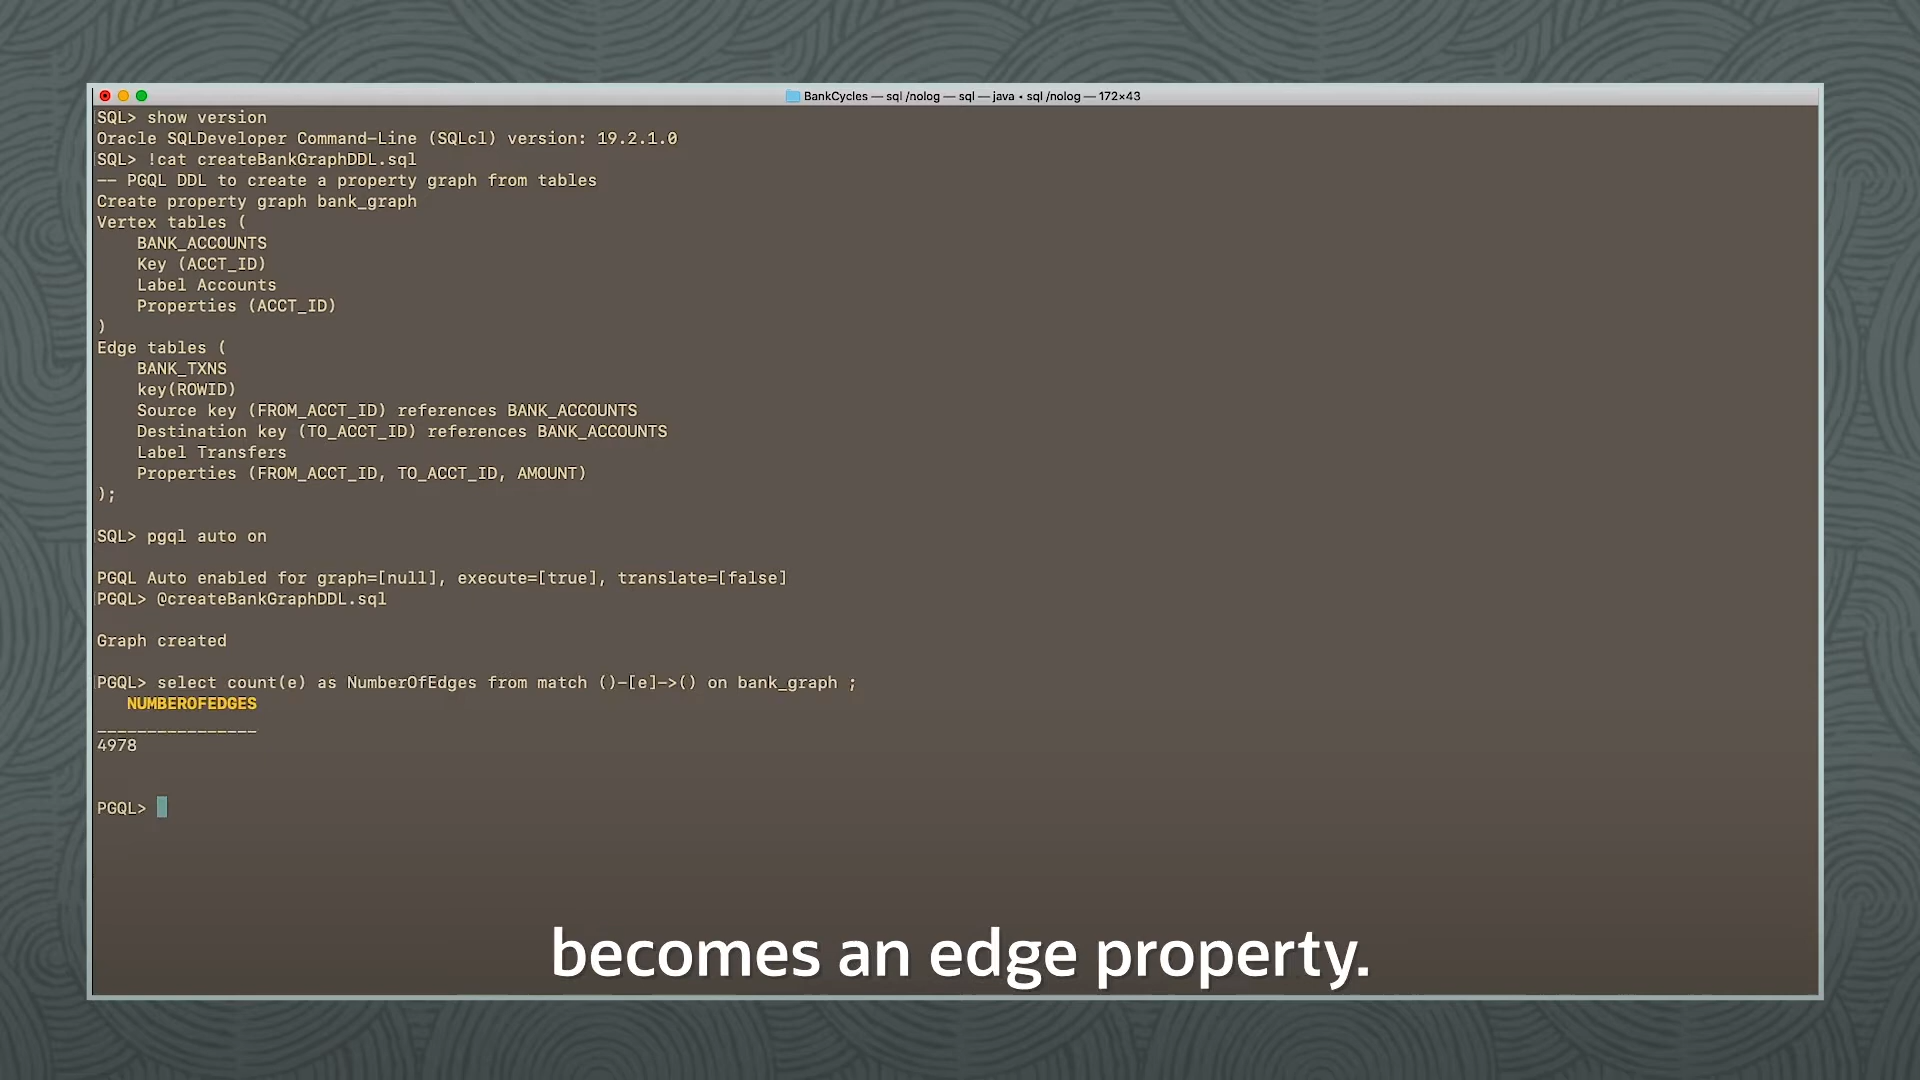 BankCycles — sql /nolog — sql — java • sql /nolog — 172×43
SQL> show version
Oracle SQLDeveloper Command-Line (SQLcl) version: 19.2.1.0
SQL> !cat createBankGraphDDL.sql
-- PGQL DDL to create a property graph from tables
Create property graph bank_graph
Vertex tables (
    BANK_ACCOUNTS
    Key (ACCT_ID)
    Label Accounts
    Properties (ACCT_ID)
)
Edge tables (
    BANK_TXNS
    key(ROWID)
    Source key (FROM_ACCT_ID) references BANK_ACCOUNTS
    Destination key (TO_ACCT_ID) references BANK_ACCOUNTS
    Label Transfers
    Properties (FROM_ACCT_ID, TO_ACCT_ID, AMOUNT)
);
SQL> pgql auto on
PGQL Auto enabled for graph=[null], execute=[true], translate=[false]
PGQL> @createBankGraphDDL.sql
Graph created
PGQL> select count(e) as NumberOfEdges from match ()-[e]->() on bank_graph ;
   NUMBEROFEDGES
________________
4978
PGQL>
becomes an edge property.